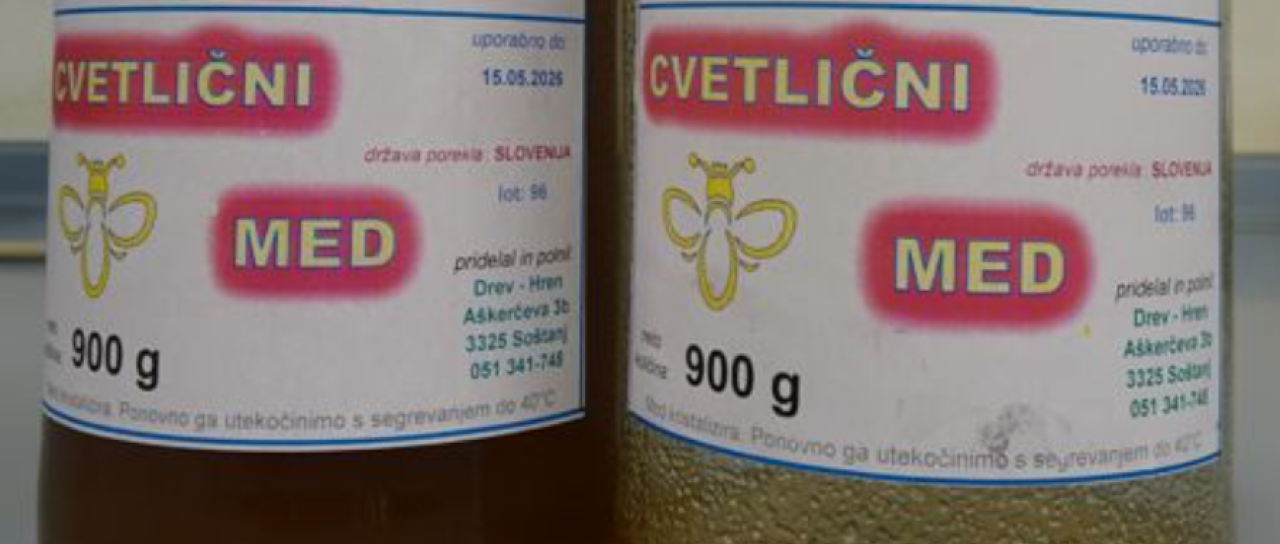 CVETLIČNI
MED
uporabno do:
15.05.2026
država porekla: SLOVENIJA
lot: 96
pridelal in polnil:
Drev - Hren
Aškerčeva 3b
3325 Šoštanj
051 341-748
900 g
kristalizira. Ponovno ga utekočinimo s segrevanjem do 40°C
CVETLIČNI
MED
uporabno do:
15.05.2026
država porekla: SLOVENIJA
lot: 96
pridelal in polnil:
Drev - Hren
Aškerčeva 3b
3325 Šoštanj
051 341-748
neto
količina:
900 g
Med kristalizira. Ponovno ga utekočinimo s segrevanjem do 40°C